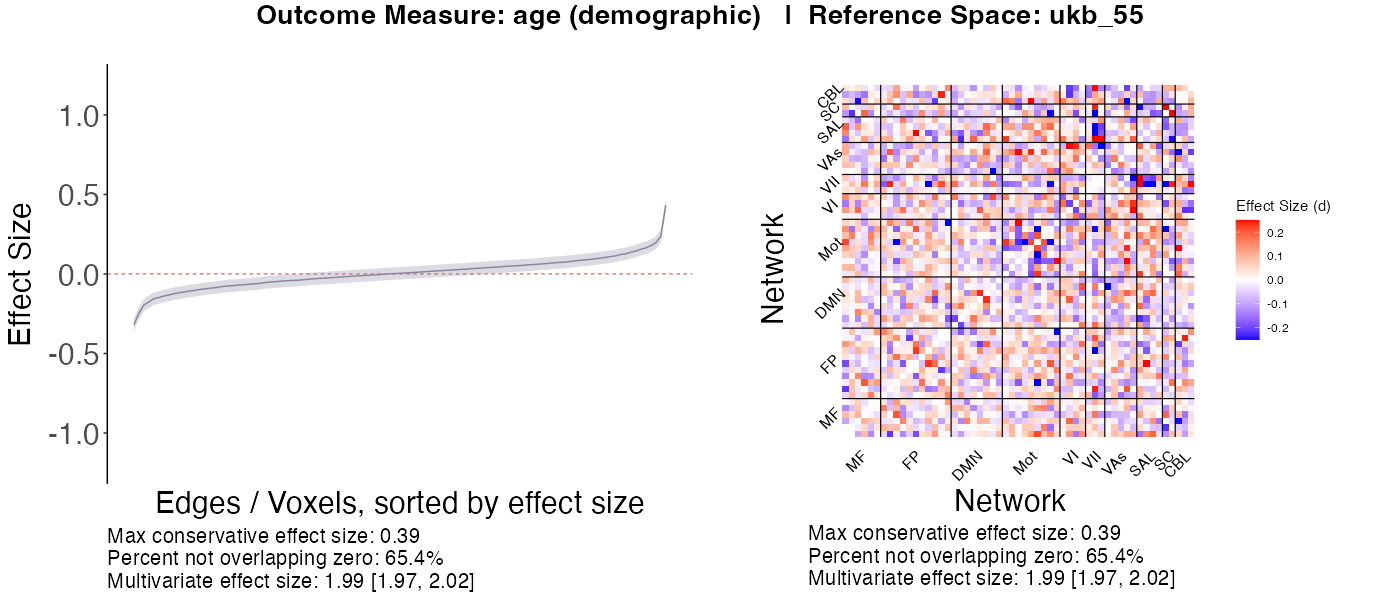 Outcome Measure: age (demographic) | Reference Space: ukb_55
Effect Size
1.0
0.5
0.0
-0.5
-1.0
Edges / Voxels, sorted by effect size
Max conservative effect size: 0.39
Percent not overlapping zero: 65.4%
Multivariate effect size: 1.99 [1.97, 2.02]
Network
CBL
SC
SAL
VAs
VII
VI
Mot
DMN
FP
MF
MF
FP
DMN
Mot
VI
VII
VAs
SAL
SC
CBL
Network
Max conservative effect size: 0.39
Percent not overlapping zero: 65.4%
Multivariate effect size: 1.99 [1.97, 2.02]
Effect Size (d)
0.2
0.1
0.0
-0.1
-0.2